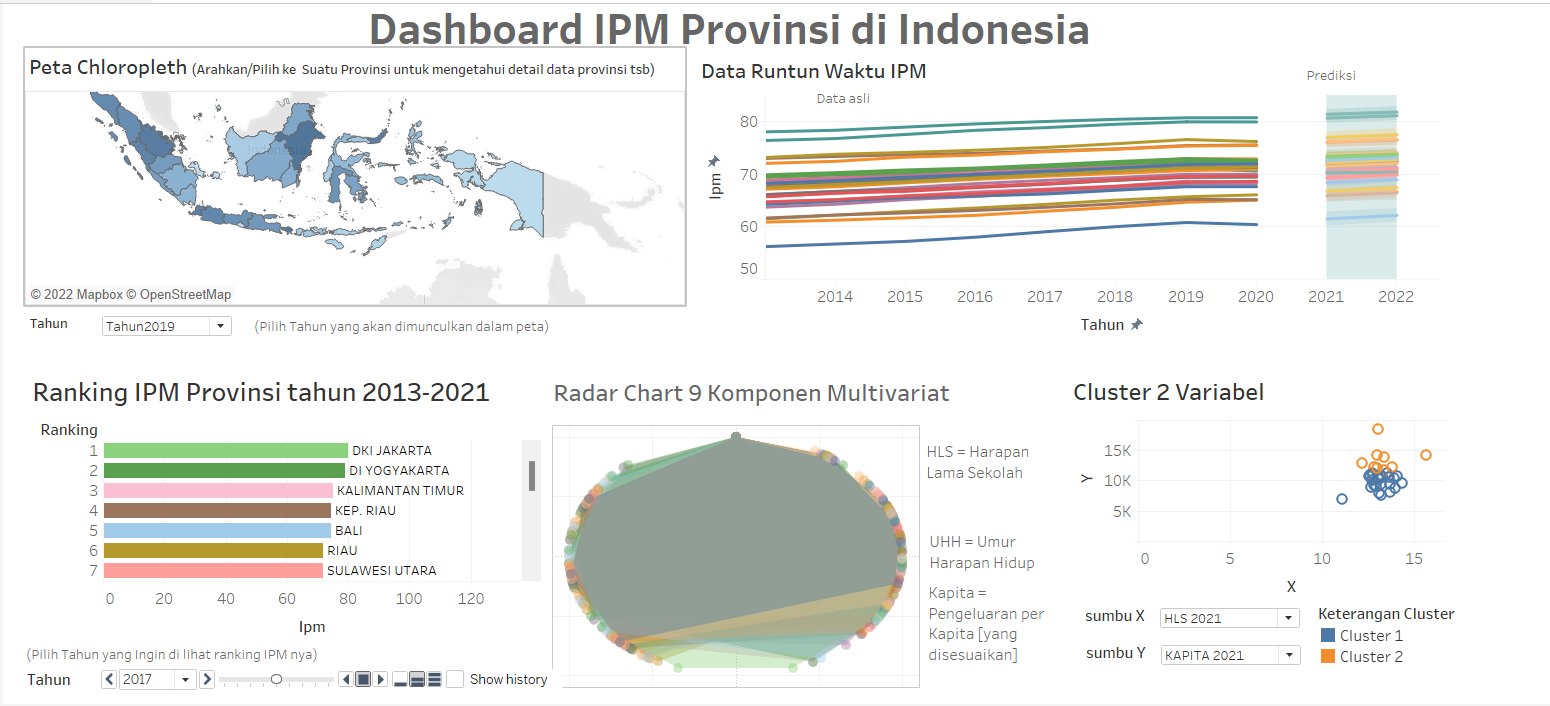 Dashboard IPM Provinsi di Indonesia
Peta Chloropleth (Arahkan/Pilih ke Suatu Provinsi untuk mengetahui detail data provinsi tsb)
Indonesia
© 2022 Mapbox © OpenStreetMap
Tahun
Tahun2019
(Pilih Tahun yang akan dimunculkan dalam peta)
Data Runtun Waktu IPM
Prediksi
Data asli
80
70
60
50
Ipm
2014 2015 2016 2017 2018 2019 2020 2021 2022
Tahun
Ranking IPM Provinsi tahun 2013-2021
Ranking
1 DKI JAKARTA
2 DI YOGYAKARTA
3 KALIMANTAN TIMUR
4 KEP. RIAU
5 BALI
6 RIAU
7 SULAWESI UTARA
0 20 40 60 80 100 120
Ipm
(Pilih Tahun yang Ingin di lihat ranking IPM nya)
Tahun
2017
Show history
Radar Chart 9 Komponen Multivariat
HLS = Harapan
Lama Sekolah
UHH = Umur
Harapan Hidup
Kapita =
Pengeluaran per
Kapita [yang
disesuaikan]
Cluster 2 Variabel
15K
10K
5K
Y
0 5 10 15
X
sumbu X
HLS 2021
sumbu Y
KAPITA 2021
Keterangan Cluster
Cluster 1
Cluster 2